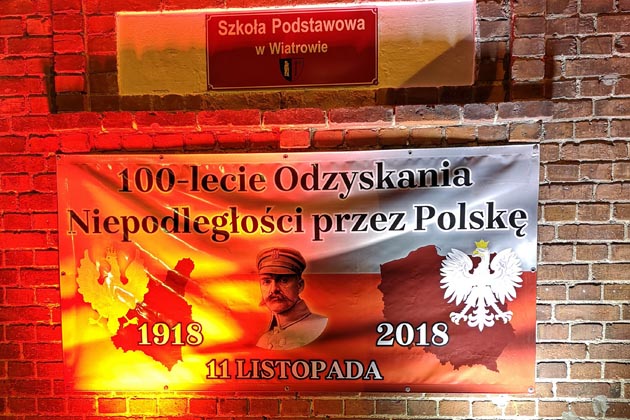 Szkoła Podstawowa
w Wiatrowie
100-lecie Odzyskania
Niepodległości przez Polskę
1918
2018
11 LISTOPADA